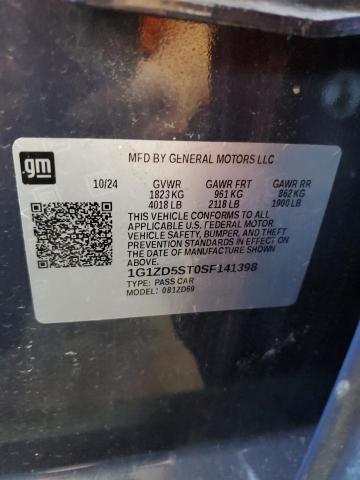 gm
MFD BY GENERAL MOTORS LLC
10/24 GVWR GAWR FRT GAWR RR
1823 KG 961 KG 862 KG
4018 LB 2118 LB 1900 LB
THIS VEHICLE CONFORMS TO ALL
APPLICABLE U.S. FEDERAL MOTOR
VEHICLE SAFETY, BUMPER, AND THEFT
PREVENTION STANDARDS IN EFFECT ON
THE DATE OF MANUFACTURE SHOWN
ABOVE.
1G1ZD5ST0SF141398
TYPE: PASS CAR
MODEL: 081ZD69